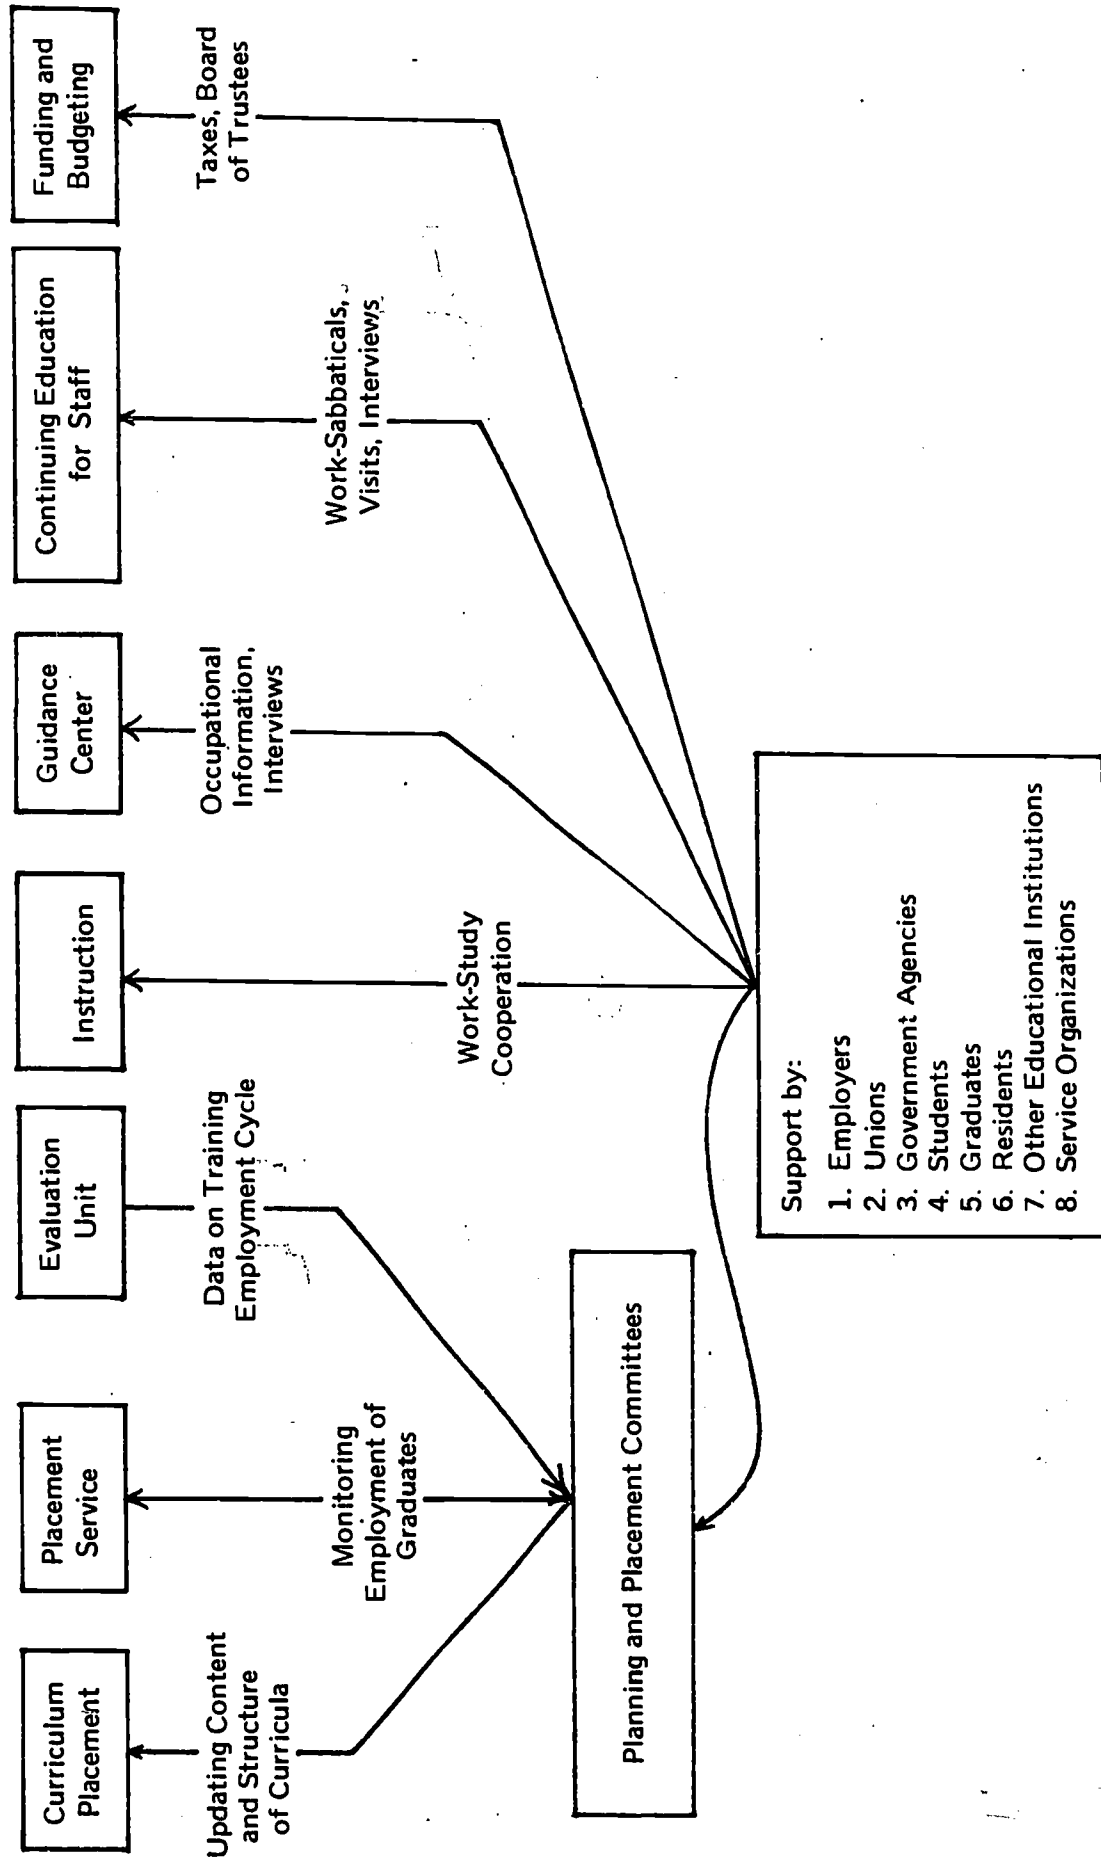 Curriculum
Placement
Placement
Service
Evaluation
Unit
Instruction
Guidance
Center
Continuing Education
for Staff
Funding and
Budgeting
Updating Content
and Structure
of Curricula
Monitoring
Employment of
Graduates
Data on Training
Employment Cycle
Work-Study
Cooperation
Occupational
Information,
Interviews
Work-Sabbaticals,
Visits, Interviews
Taxes, Board
of Trustees
Planning and Placement Committees
Support by:
1. Employers
2. Unions
3. Government Agencies
4. Students
5. Graduates
6. Residents
7. Other Educational Institutions
8. Service Organizations